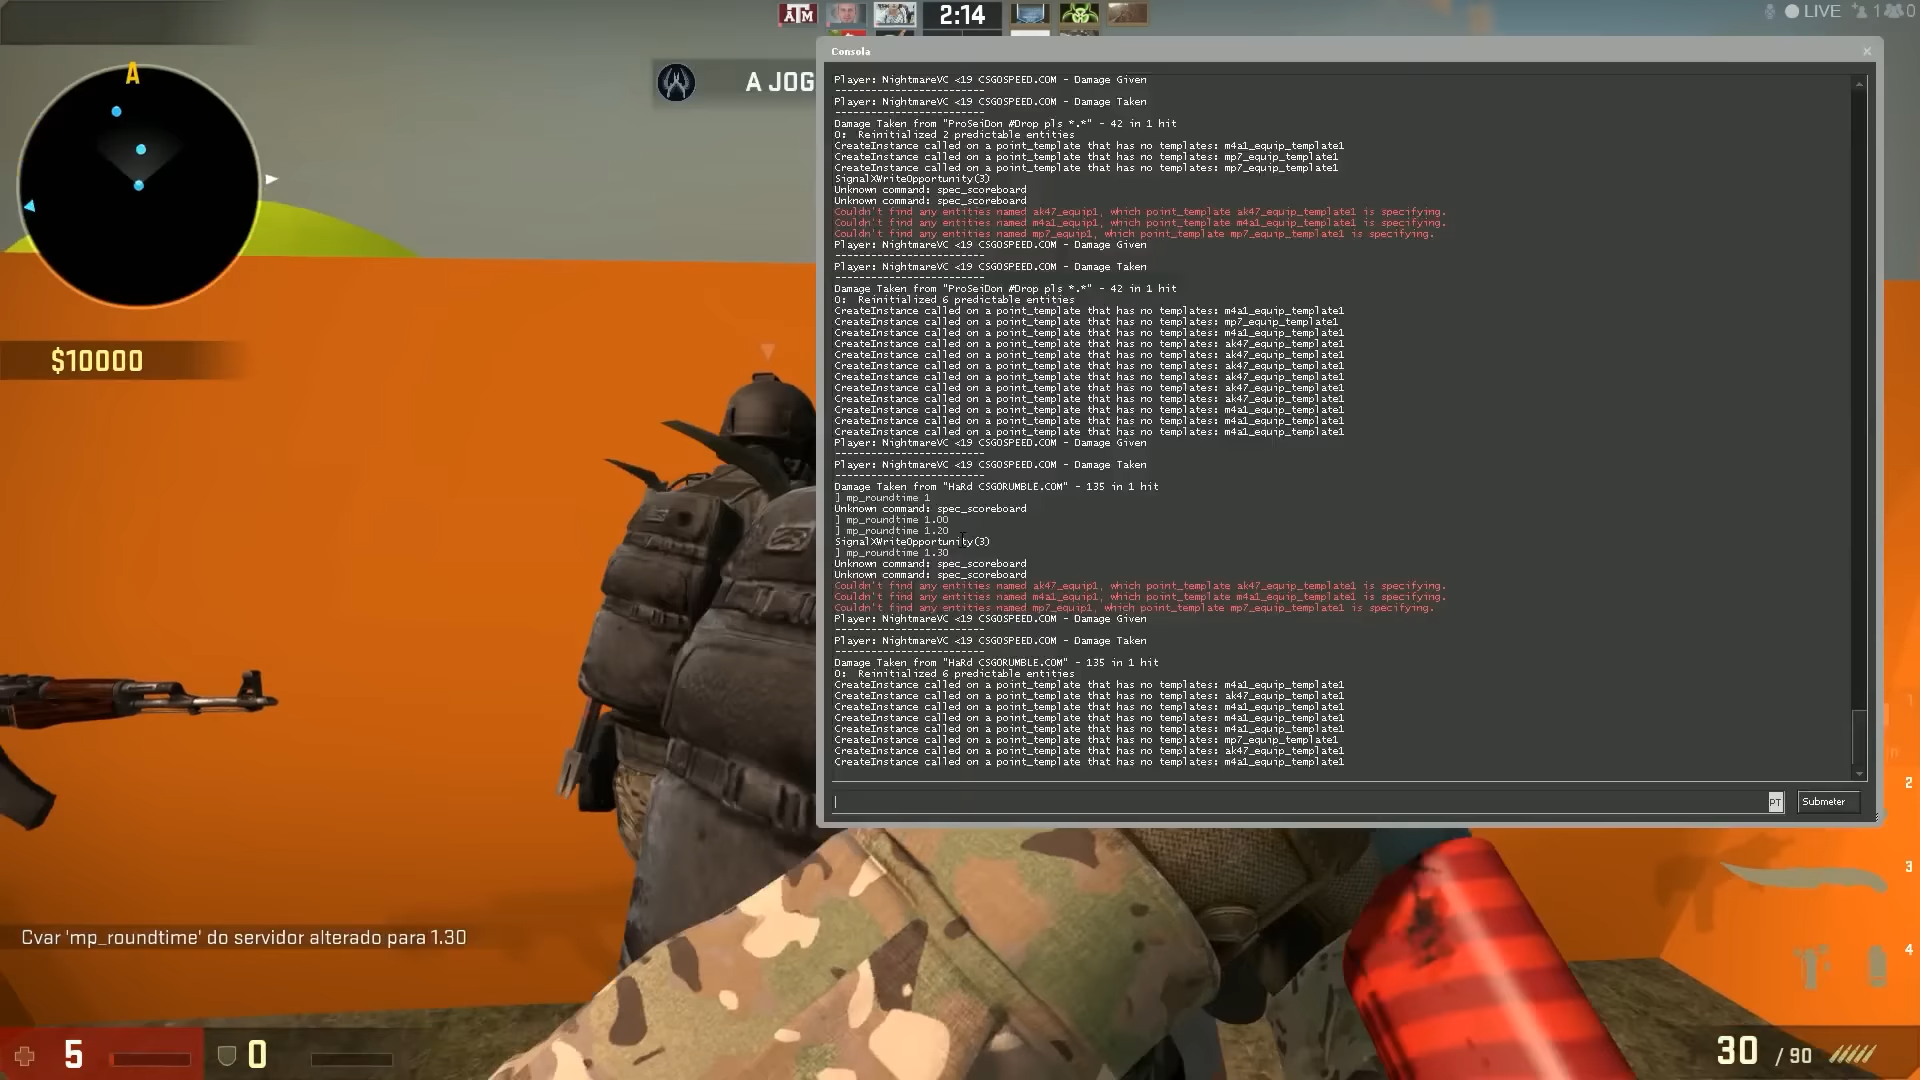 ATM
2:14
LIVE 1 0
Consola
A
A JOG
$10000
Player: NightmareVC <19 CSGOSPEED.COM - Damage Given
-------------------------
Player: NightmareVC <19 CSGOSPEED.COM - Damage Taken
-------------------------
Damage Taken from "ProSeiDon #Drop pls *.*" - 42 in 1 hit
0:  Reinitialized 2 predictable entities
CreateInstance called on a point_template that has no templates: m4a1_equip_template1
CreateInstance called on a point_template that has no templates: mp7_equip_template1
CreateInstance called on a point_template that has no templates: mp7_equip_template1
SignalXWriteOpportunity(3)
Unknown command: spec_scoreboard
Unknown command: spec_scoreboard
Couldn't find any entities named ak47_equip1, which point_template ak47_equip_template1 is specifying.
Couldn't find any entities named m4a1_equip1, which point_template m4a1_equip_template1 is specifying.
Couldn't find any entities named mp7_equip1, which point_template mp7_equip_template1 is specifying.
Player: NightmareVC <19 CSGOSPEED.COM - Damage Given
-------------------------
Player: NightmareVC <19 CSGOSPEED.COM - Damage Taken
-------------------------
Damage Taken from "ProSeiDon #Drop pls *.*" - 42 in 1 hit
0:  Reinitialized 6 predictable entities
CreateInstance called on a point_template that has no templates: m4a1_equip_template1
CreateInstance called on a point_template that has no templates: mp7_equip_template1
CreateInstance called on a point_template that has no templates: m4a1_equip_template1
CreateInstance called on a point_template that has no templates: ak47_equip_template1
CreateInstance called on a point_template that has no templates: m4a1_equip_template1
CreateInstance called on a point_template that has no templates: ak47_equip_template1
CreateInstance called on a point_template that has no templates: ak47_equip_template1
CreateInstance called on a point_template that has no templates: ak47_equip_template1
CreateInstance called on a point_template that has no templates: ak47_equip_template1
CreateInstance called on a point_template that has no templates: m4a1_equip_template1
CreateInstance called on a point_template that has no templates: m4a1_equip_template1
CreateInstance called on a point_template that has no templates: m4a1_equip_template1
Player: NightmareVC <19 CSGOSPEED.COM - Damage Given
-------------------------
Player: NightmareVC <19 CSGOSPEED.COM - Damage Taken
-------------------------
Damage Taken from "HaRd CSGORUMBLE.COM" - 135 in 1 hit
] mp_roundtime 1
Unknown command: spec_scoreboard
] mp_roundtime 1.00
] mp_roundtime 1.20
SignalXWriteOpportunity(3)
] mp_roundtime 1.30
Unknown command: spec_scoreboard
Unknown command: spec_scoreboard
Couldn't find any entities named ak47_equip1, which point_template ak47_equip_template1 is specifying.
Couldn't find any entities named m4a1_equip1, which point_template m4a1_equip_template1 is specifying.
Couldn't find any entities named mp7_equip1, which point_template mp7_equip_template1 is specifying.
Player: NightmareVC <19 CSGOSPEED.COM - Damage Given
-------------------------
Player: NightmareVC <19 CSGOSPEED.COM - Damage Taken
-------------------------
Damage Taken from "HaRd CSGORUMBLE.COM" - 135 in 1 hit
0:  Reinitialized 6 predictable entities
CreateInstance called on a point_template that has no templates: m4a1_equip_template1
CreateInstance called on a point_template that has no templates: ak47_equip_template1
CreateInstance called on a point_template that has no templates: m4a1_equip_template1
CreateInstance called on a point_template that has no templates: m4a1_equip_template1
CreateInstance called on a point_template that has no templates: m4a1_equip_template1
CreateInstance called on a point_template that has no templates: mp7_equip_template1
CreateInstance called on a point_template that has no templates: ak47_equip_template1
CreateInstance called on a point_template that has no templates: m4a1_equip_template1
PT
Submeter
1
2
3
4
Cvar 'mp_roundtime' do servidor alterado para 1.30
5
0
30 / 90